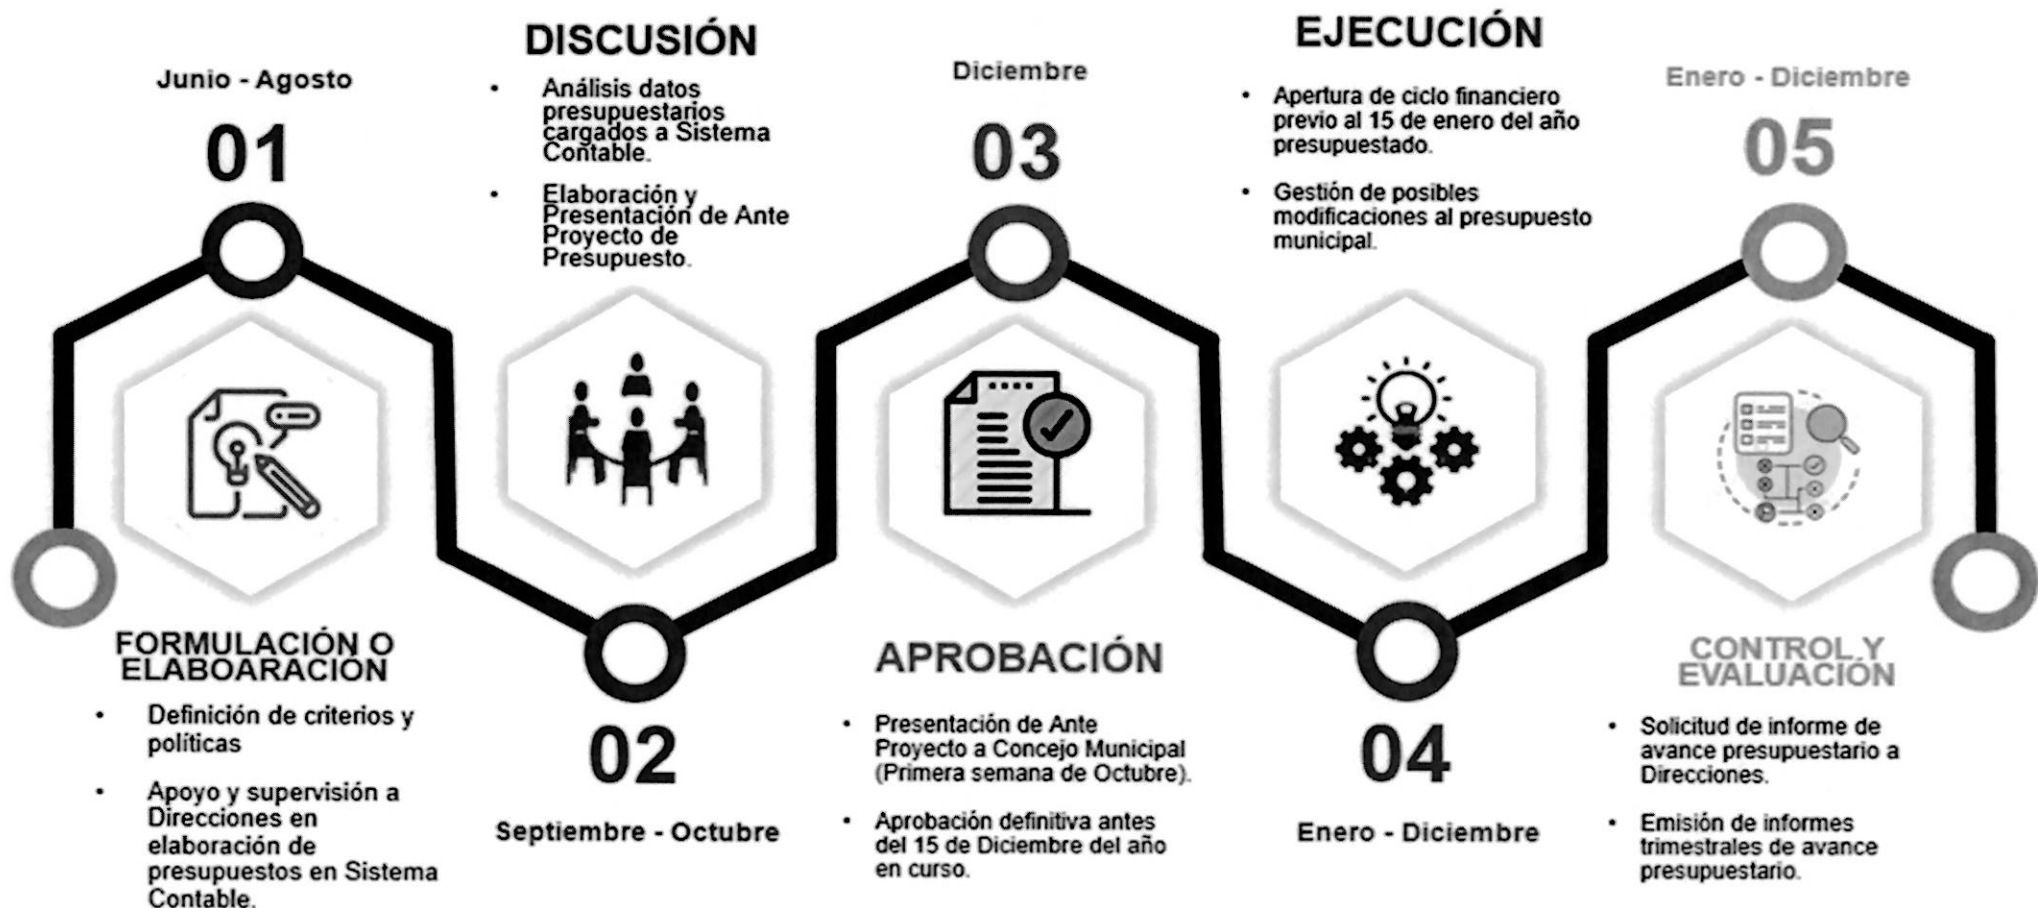 Junio - Agosto
01
FORMULACIÓN O
ELABOARACIÓN
• Definición de criterios y
políticas
• Apoyo y supervisión a
Direcciones en
elaboración de
presupuestos en Sistema
Contable.
DISCUSIÓN
• Análisis datos
presupuestarios
cargados a Sistema
Contable.
• Elaboración y
Presentación de Ante
Proyecto de
Presupuesto.
02
Septiembre - Octubre
Diciembre
03
APROBACIÓN
• Presentación de Ante
Proyecto a Concejo Municipal
(Primera semana de Octubre).
• Aprobación definitiva antes
del 15 de Diciembre del año
en curso.
EJECUCIÓN
• Apertura de ciclo financiero
previo al 15 de enero del año
presupuestado.
• Gestión de posibles
modificaciones al presupuesto
municipal.
04
Enero - Diciembre
Enero - Diciembre
05
CONTROL Y
EVALUACIÓN
• Solicitud de informe de
avance presupuestario a
Direcciones.
• Emisión de informes
trimestrales de avance
presupuestario.